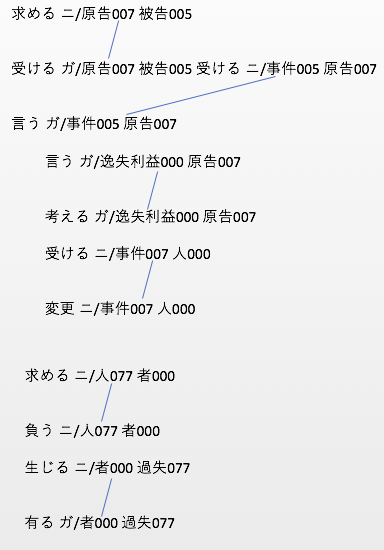 求める ニ/原告007 被告005
受ける ガ/原告007 被告005 受ける ニ/事件005 原告007
言う ガ/事件005 原告007
言う ガ/逸失利益000 原告007
考える ガ/逸失利益000 原告007
受ける ニ/事件007 人000
変更 ニ/事件007 人000
求める ニ/人077 者000
負う ニ/人077 者000
生じる ニ/者000 過失077
有る ガ/者000 過失077